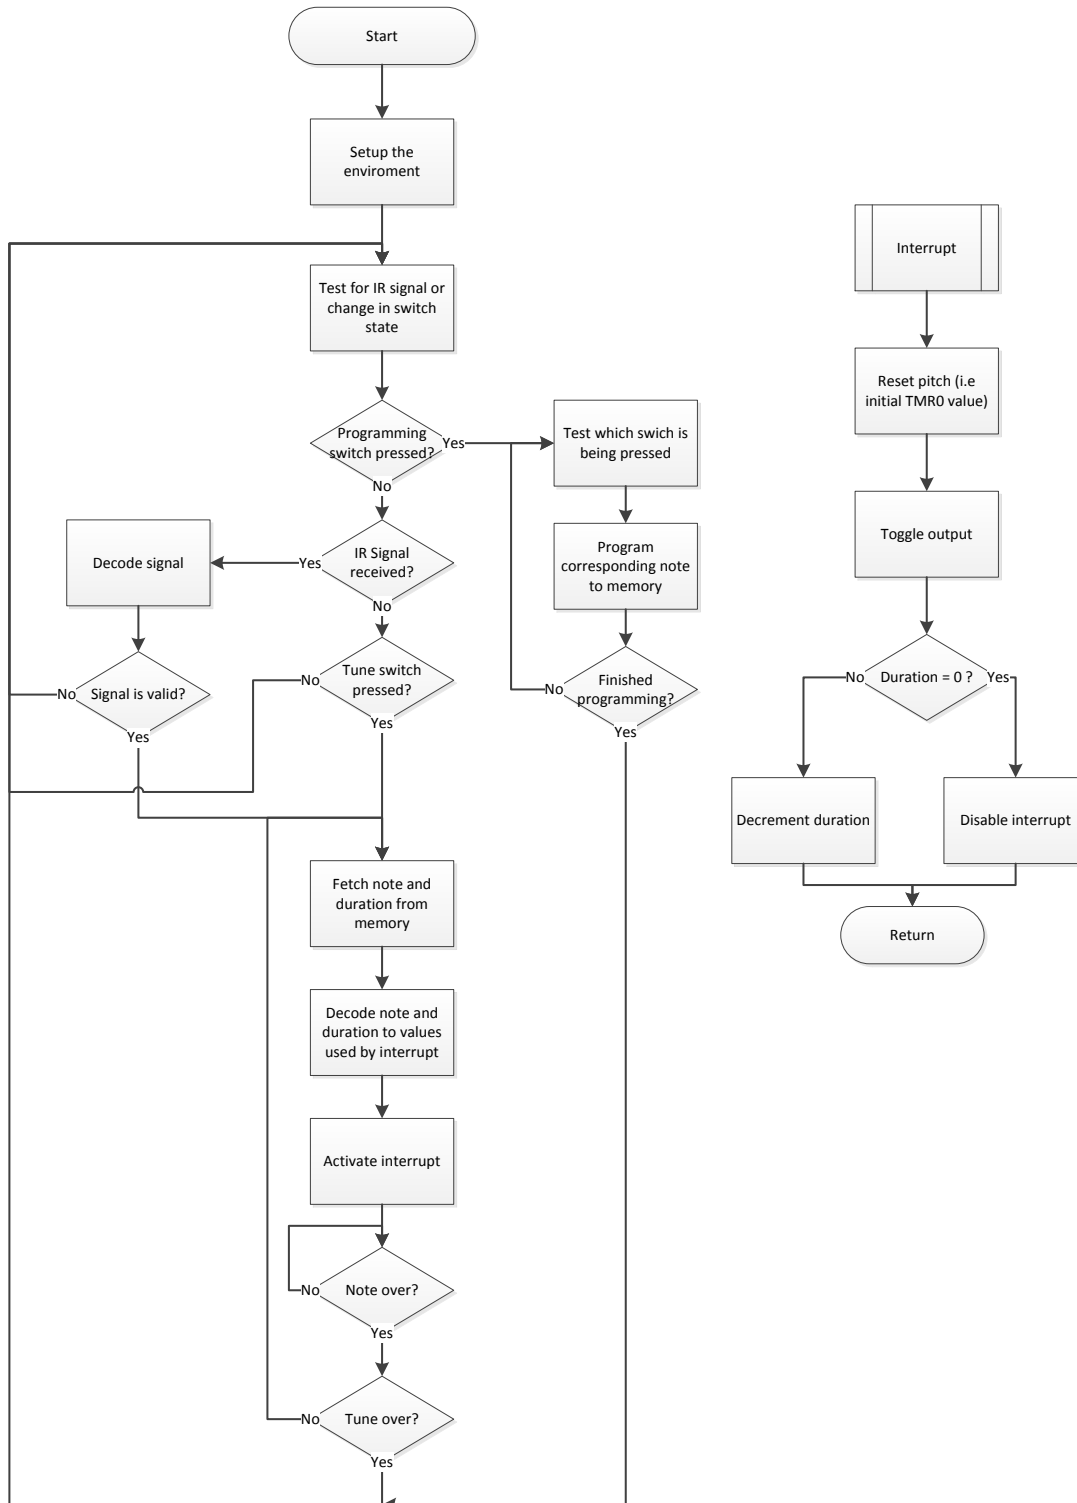 Start
Setup the
enviroment
Test for IR signal or
change in switch
state
Programming
switch pressed?
Yes
No
Test which swich is
being pressed
Program
corresponding note
to memory
Finished
programming?
No
Yes
IR Signal
received?
Yes
No
Decode signal
Signal is valid?
No
Yes
Tune switch
pressed?
No
Yes
Fetch note and
duration from
memory
Decode note and
duration to values
used by interrupt
Activate interrupt
Note over?
No
Yes
Tune over?
No
Yes
Interrupt
Reset pitch (i.e
initial TMR0 value)
Toggle output
Duration = 0 ?
No
Yes
Decrement duration
Disable interrupt
Return